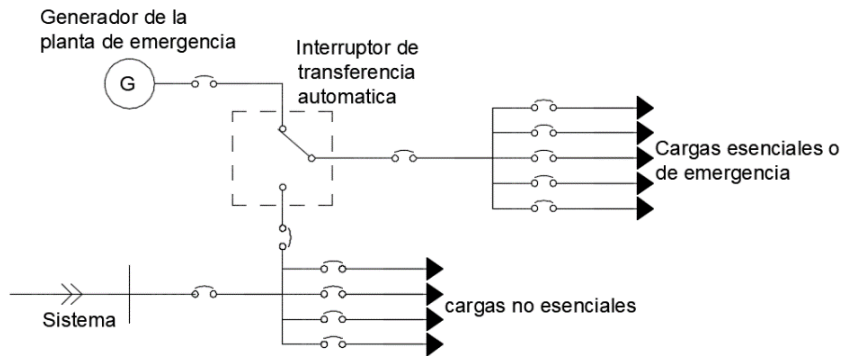 Generador de la
planta de emergencia
G
Interruptor de
transferencia
automatica
Cargas esenciales o
de emergencia
Sistema
cargas no esenciales